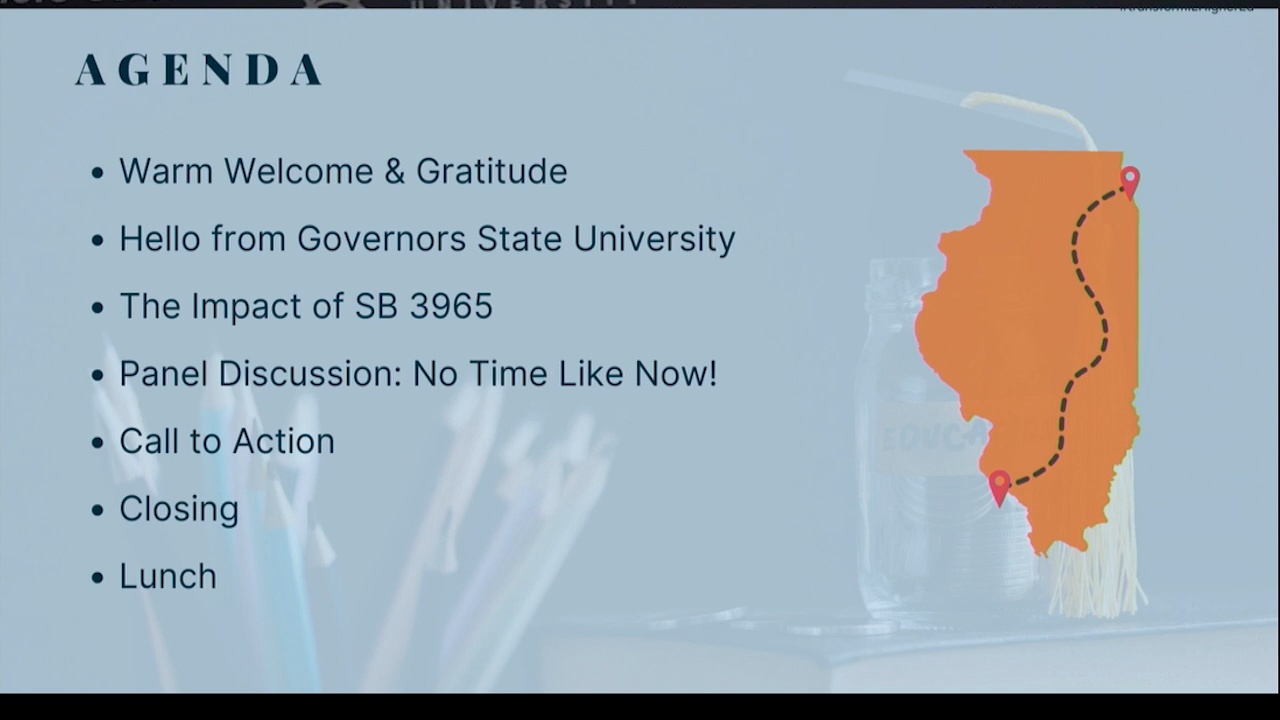 UNIVERSITY
AGENDA
• Warm Welcome & Gratitude
• Hello from Governors State University
• The Impact of SB 3965
• Panel Discussion: No Time Like Now!
• Call to Action
• Closing
• Lunch